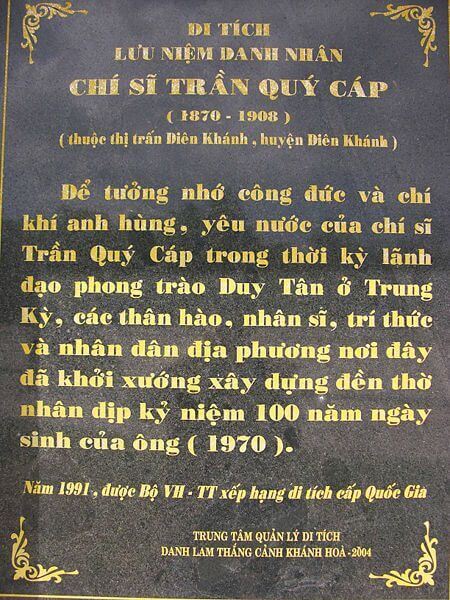 DI TÍCH
LƯU NIỆM DANH NHÂN
CHÍ SĨ TRẦN QUÝ CÁP
( 1870 - 1908 )
( thuộc thị trấn Diên Khánh , huyện Diên Khánh )
Để tưởng nhớ công đức và chí
khí anh hùng, yêu nước của chí sĩ
Trần Quý Cáp trong thời kỳ lãnh
đạo phong trào Duy Tân ở Trung
Kỳ, các thân hào, nhân sĩ, trí thức
và nhân dân địa phương nơi đây
đã khởi xướng xây dựng đền thờ
nhân dịp kỷ niệm 100 năm ngày
sinh của ông ( 1970 ).
Năm 1991 , được Bộ VH - TT xếp hạng di tích cấp Quốc Gia
TRUNG TÂM QUẢN LÝ DI TÍCH
DANH LAM THẮNG CẢNH KHÁNH HOÀ -2004